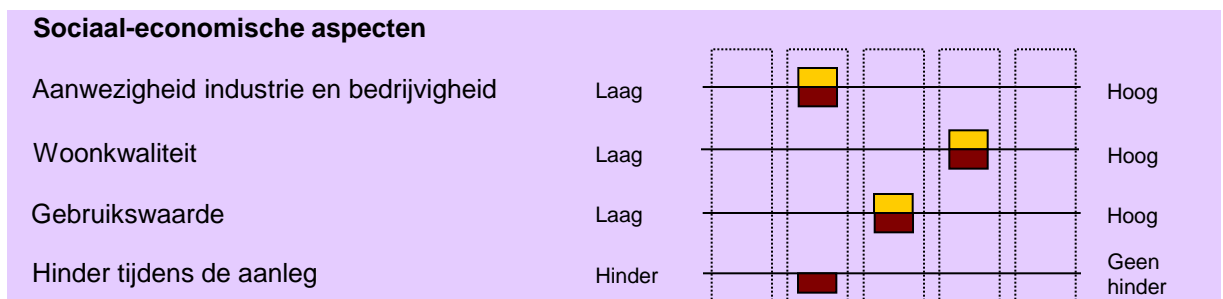 Sociaal-economische aspecten
Aanwezigheid industrie en bedrijvigheid Laag Hoog
Woonkwaliteit Laag Hoog
Gebruikswaarde Laag Hoog
Hinder tijdens de aanleg Hinder Geen
hinder